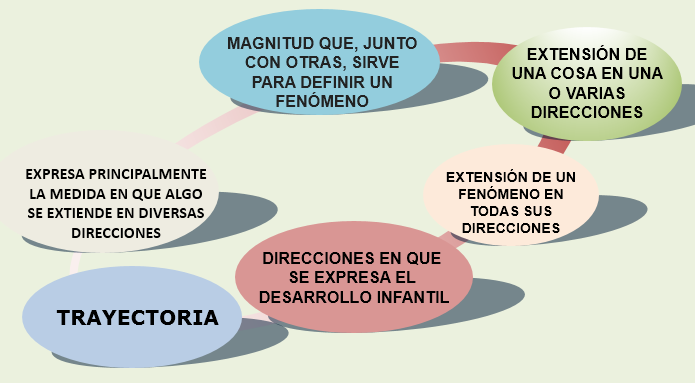 MAGNITUD QUE, JUNTO
CON OTRAS, SIRVE
PARA DEFINIR UN
FENÓMENO
EXTENSIÓN DE
UNA COSA EN UNA
O VARIAS
DIRECCIONES
EXPRESA PRINCIPALMENTE
LA MEDIDA EN QUE ALGO
SE EXTIENDE EN DIVERSAS
DIRECCIONES
EXTENSIÓN DE UN
FENÓMENO EN
TODAS SUS
DIRECCIONES
DIRECCIONES EN QUE
SE EXPRESA EL
DESARROLLO INFANTIL
TRAYECTORIA